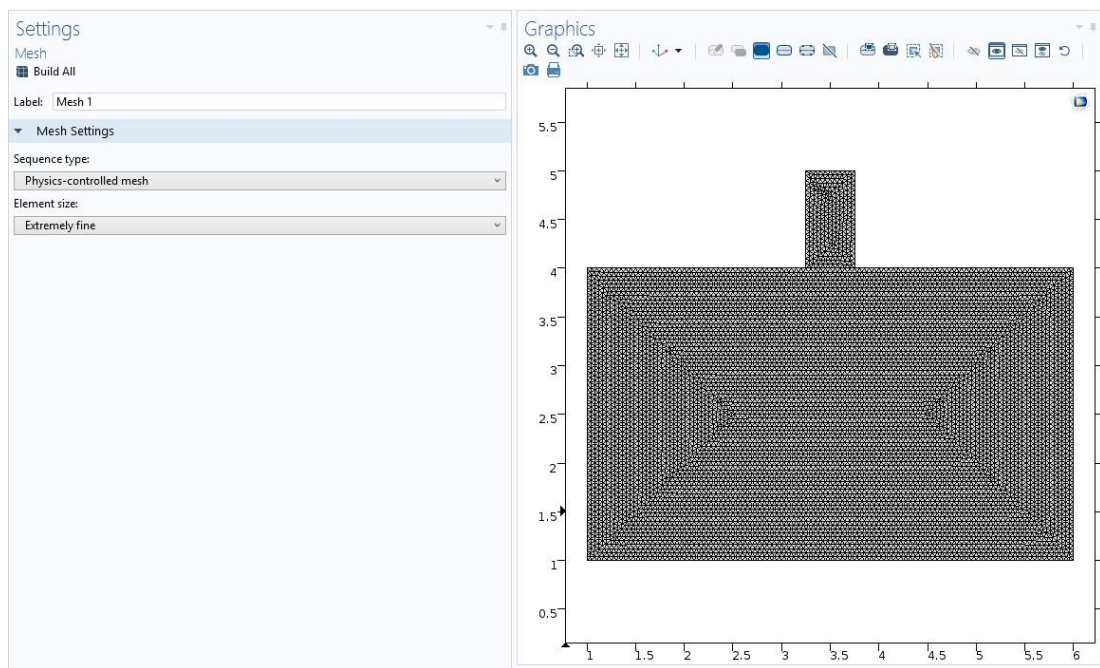 Settings
Mesh
Build All
Label: Mesh 1
Mesh Settings
Sequence type:
Physics-controlled mesh
Element size:
Extremely fine
Graphics
5.5
5
4.5
4
3.5
3
2.5
2
1.5
1
0.5
1 1.5 2 2.5 3 3.5 4 4.5 5 5.5 6